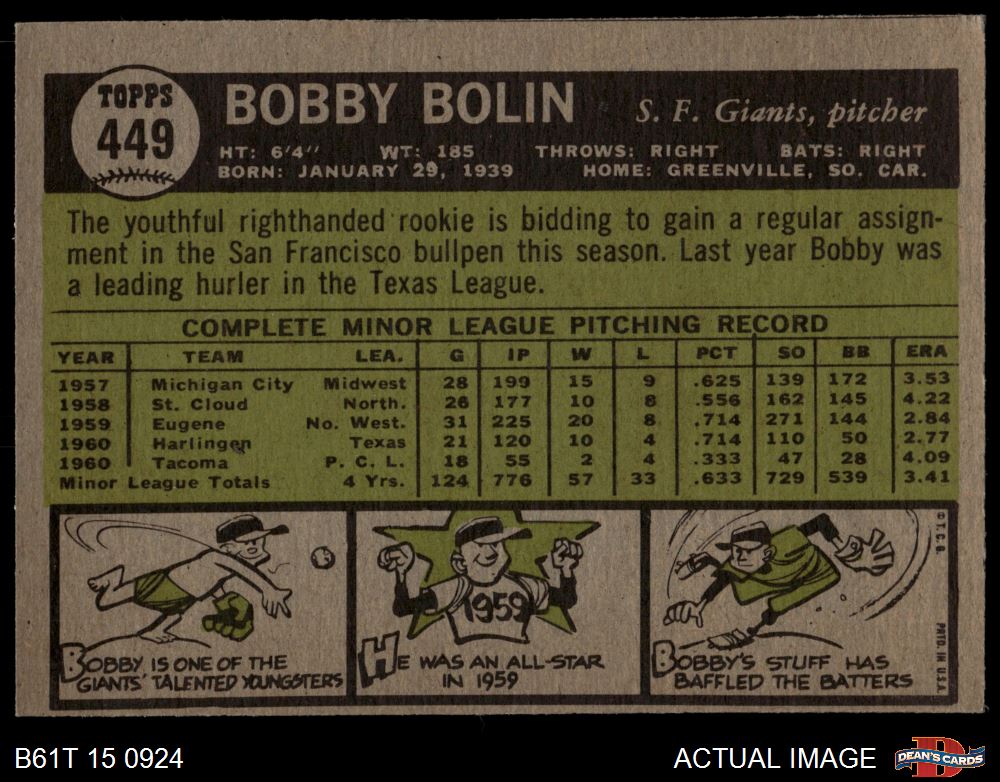 TOPPS
449
BOBBY BOLIN
S. F. Giants, pitcher
HT: 6'4" WT: 185 THROWS: RIGHT BATS: RIGHT
BORN: JANUARY 29, 1939 HOME: GREENVILLE, SO. CAR.
The youthful righthanded rookie is bidding to gain a regular assign-
ment in the San Francisco bullpen this season. Last year Bobby was
a leading hurler in the Texas League.
COMPLETE MINOR LEAGUE PITCHING RECORD
YEAR TEAM LEA. G IP W L PCT SO BB ERA
1957 Michigan City Midwest 28 199 15 9 .625 139 172 3.53
1958 St. Cloud North. 26 177 10 8 .556 162 145 4.22
1959 Eugene No. West. 31 225 20 8 .714 271 144 2.84
1960 Harlingen Texas 21 120 10 4 .714 110 50 2.77
1960 Tacoma P. C. L. 18 55 2 4 .333 47 28 4.09
Minor League Totals 4 Yrs. 124 776 57 33 .633 729 539 3.41
BOBBY IS ONE OF THE
GIANTS' TALENTED YOUNGSTERS
1959
HE WAS AN ALL-STAR
IN 1959
BOBBY'S STUFF HAS
BAFFLED THE BATTERS
© T. C. G.
PRTD. IN U.S.A.
B61T 15 0924
ACTUAL IMAGE
D
DEAN'S CARDS